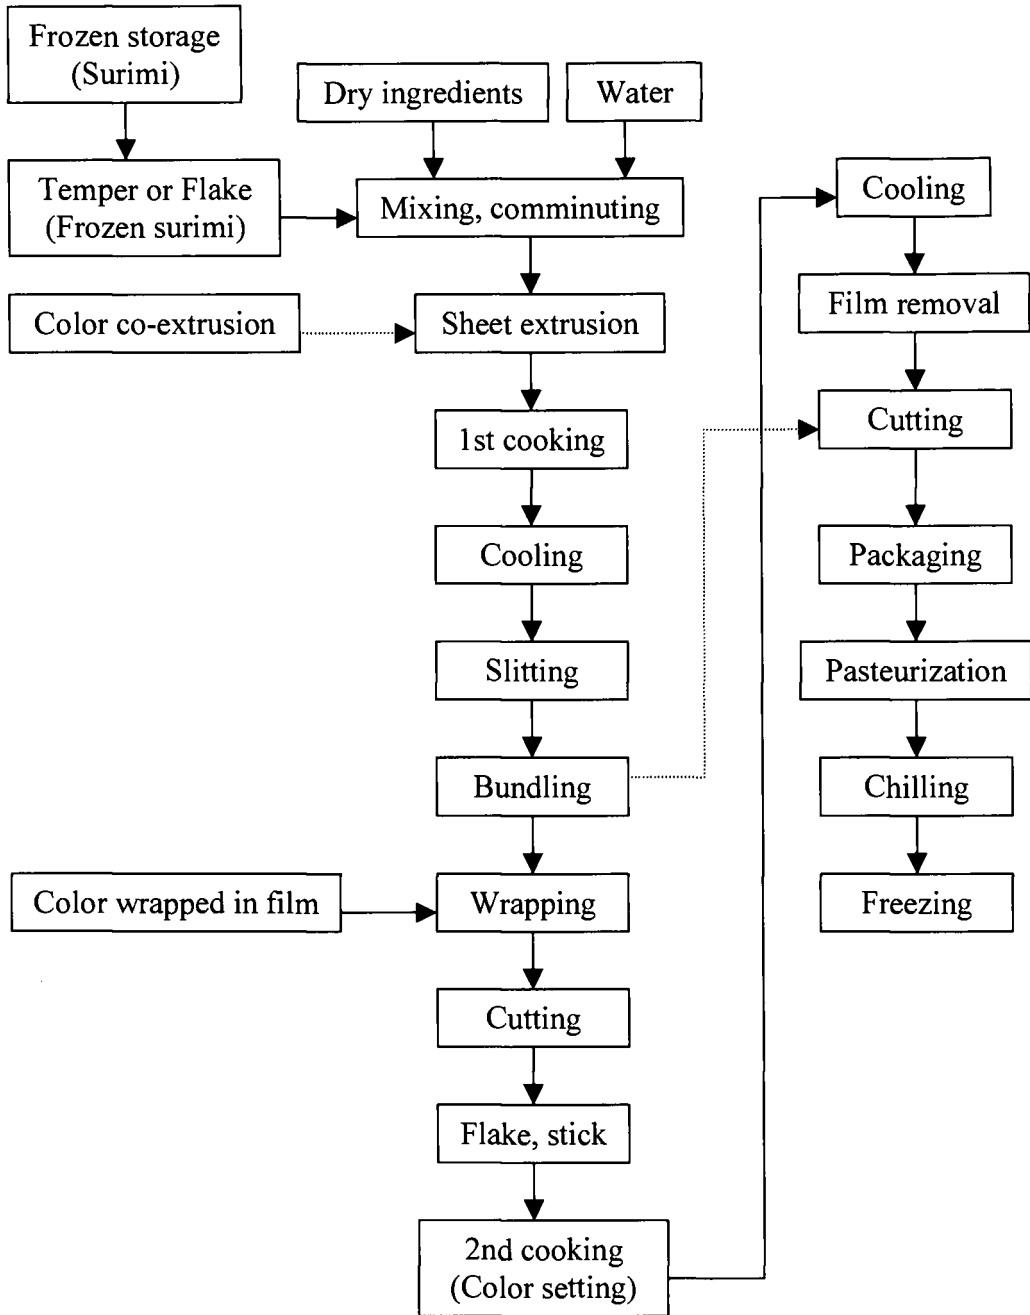 Frozen storage
(Surimi)
Dry ingredients
Water
Temper or Flake
(Frozen surimi)
Mixing, comminuting
Color co-extrusion
Sheet extrusion
1st cooking
Cooling
Slitting
Bundling
Color wrapped in film
Wrapping
Cutting
Flake, stick
2nd cooking
(Color setting)
Cooling
Film removal
Cutting
Packaging
Pasteurization
Chilling
Freezing